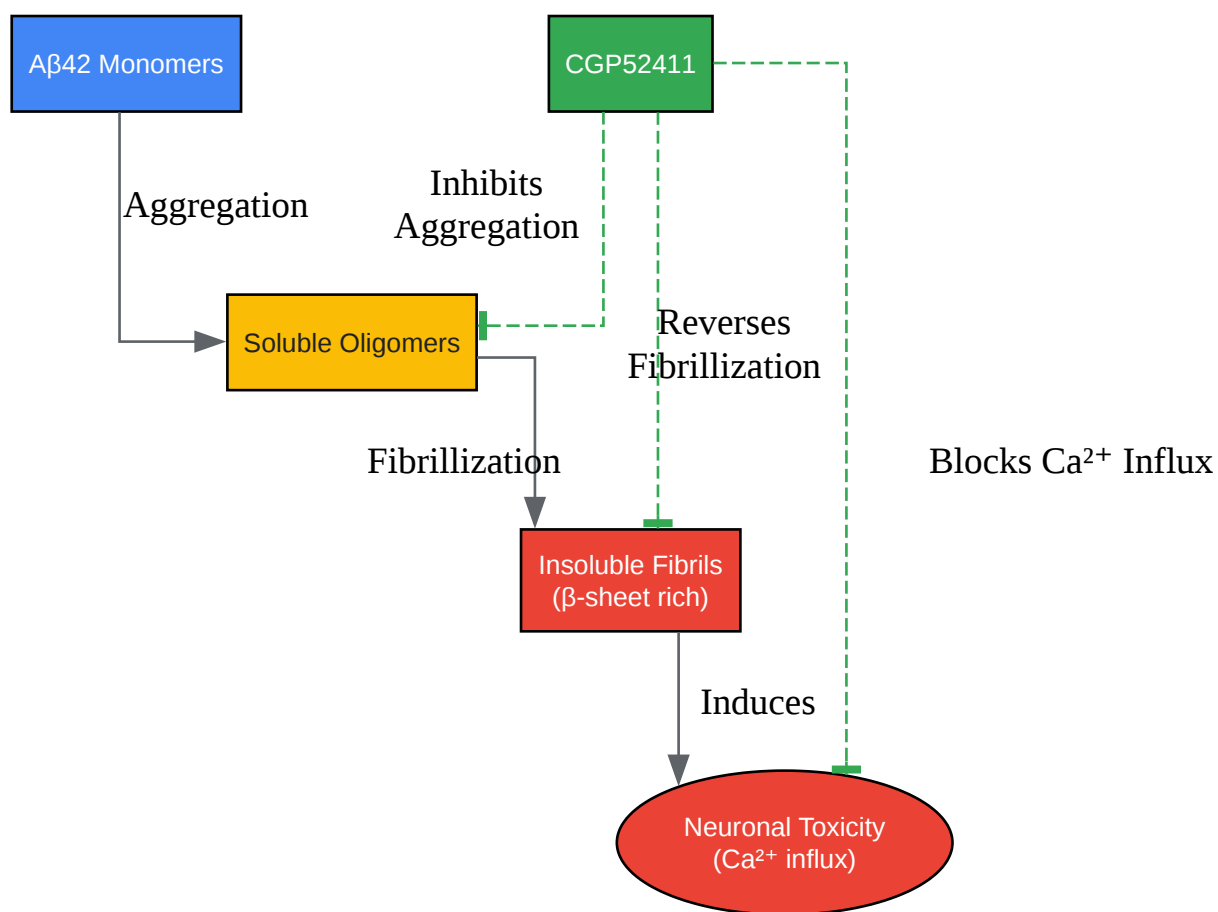 Aβ42 Monomers
CGP52411
Aggregation
Inhibits
Aggregation
Soluble Oligomers
Reverses
Fibrillization
Fibrillization
Blocks Ca²⁺ Influx
Insoluble Fibrils
(β-sheet rich)
Induces
Neuronal Toxicity
(Ca²⁺ influx)